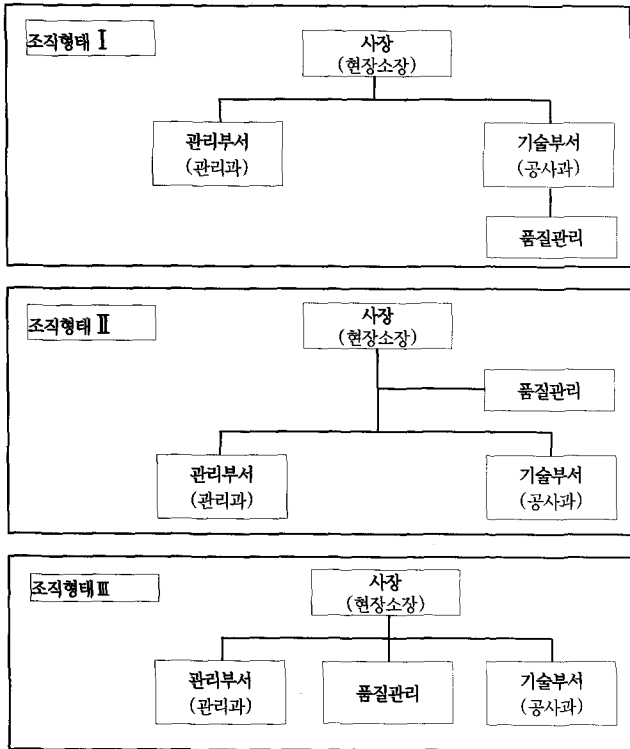 조직형태 Ⅰ
사장
(현장소장)
관리부서
(관리과)
기술부서
(공사과)
품질관리
조직형태 Ⅱ
사장
(현장소장)
품질관리
관리부서
(관리과)
기술부서
(공사과)
조직형태 Ⅲ
사장
(현장소장)
관리부서
(관리과)
품질관리
기술부서
(공사과)